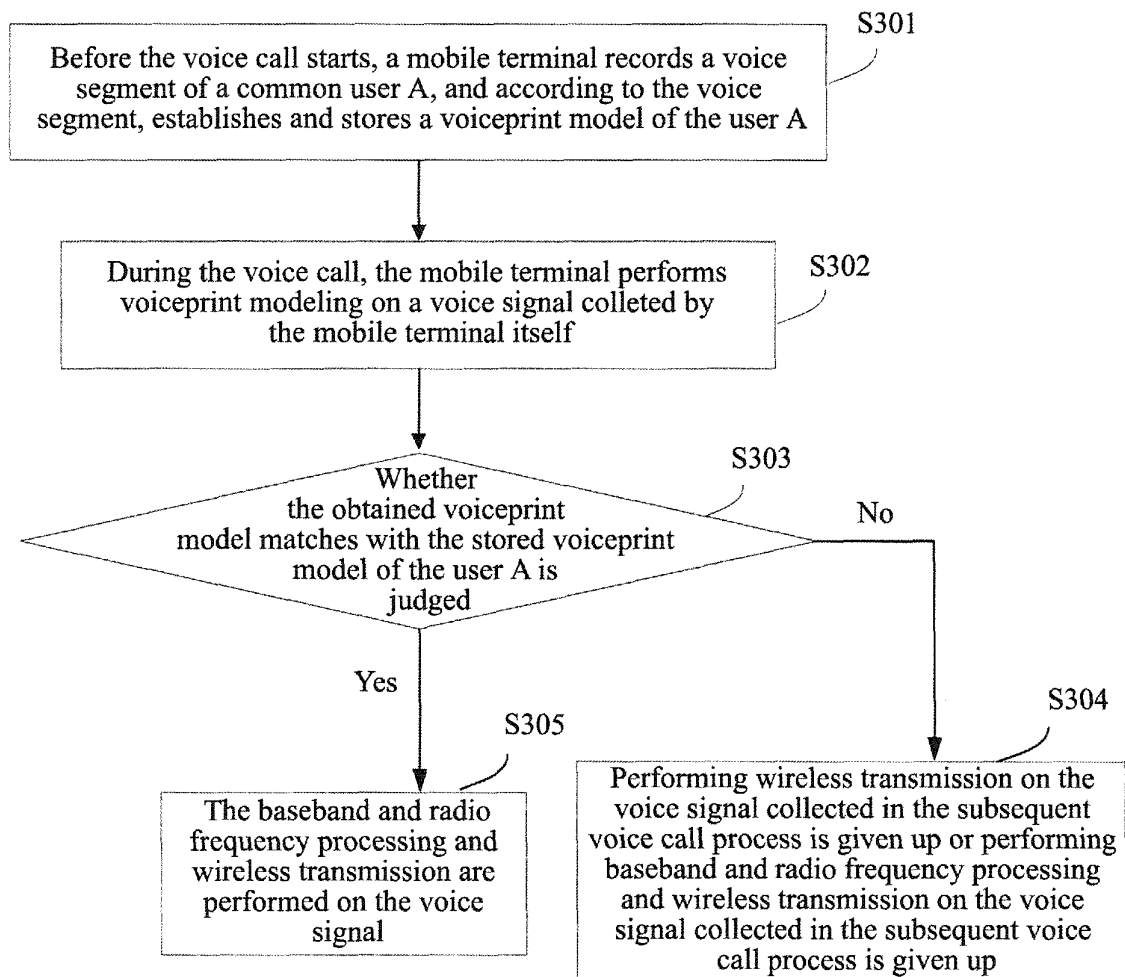 S301
Before the voice call starts, a mobile terminal records a voice
segment of a common user A, and according to the voice
segment, establishes and stores a voiceprint model of the user A
S302
During the voice call, the mobile terminal performs
voiceprint modeling on a voice signal colleted by
the mobile terminal itself
S303
Whether
the obtained voiceprint
model matches with the stored voiceprint
model of the user A is
judged
No
Yes
S305
The baseband and radio
frequency processing and
wireless transmission are
performed on the voice
signal
S304
Performing wireless transmission on the
voice signal collected in the subsequent
voice call process is given up or performing
baseband and radio frequency processing
and wireless transmission on the voice
signal collected in the subsequent voice
call process is given up